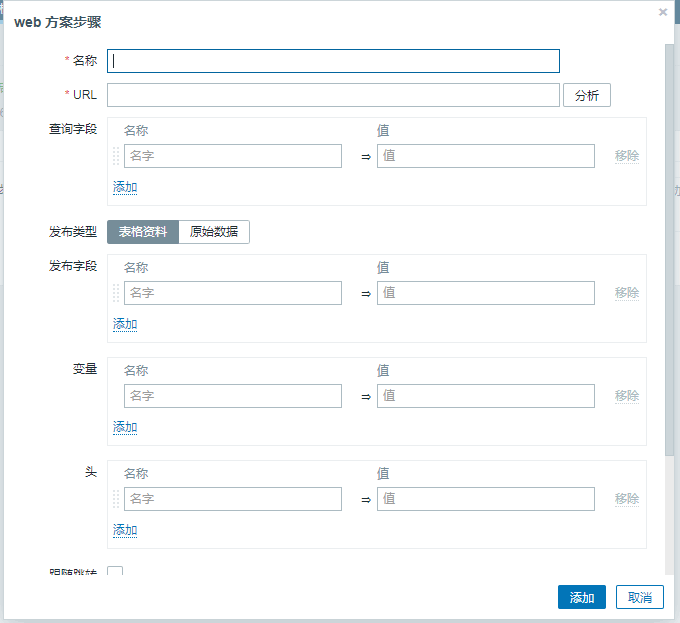 web 方案步骤
* 名称
* URL 分析
查询字段 名称 值
名字 ⇒ 值 移除
添加
发布类型 表格资料 原始数据
发布字段 名称 值
名字 ⇒ 值 移除
添加
变量 名称 值
名字 ⇒ 值 移除
添加
头 名称 值
名字 ⇒ 值 移除
添加
跟随跳转
添加 取消